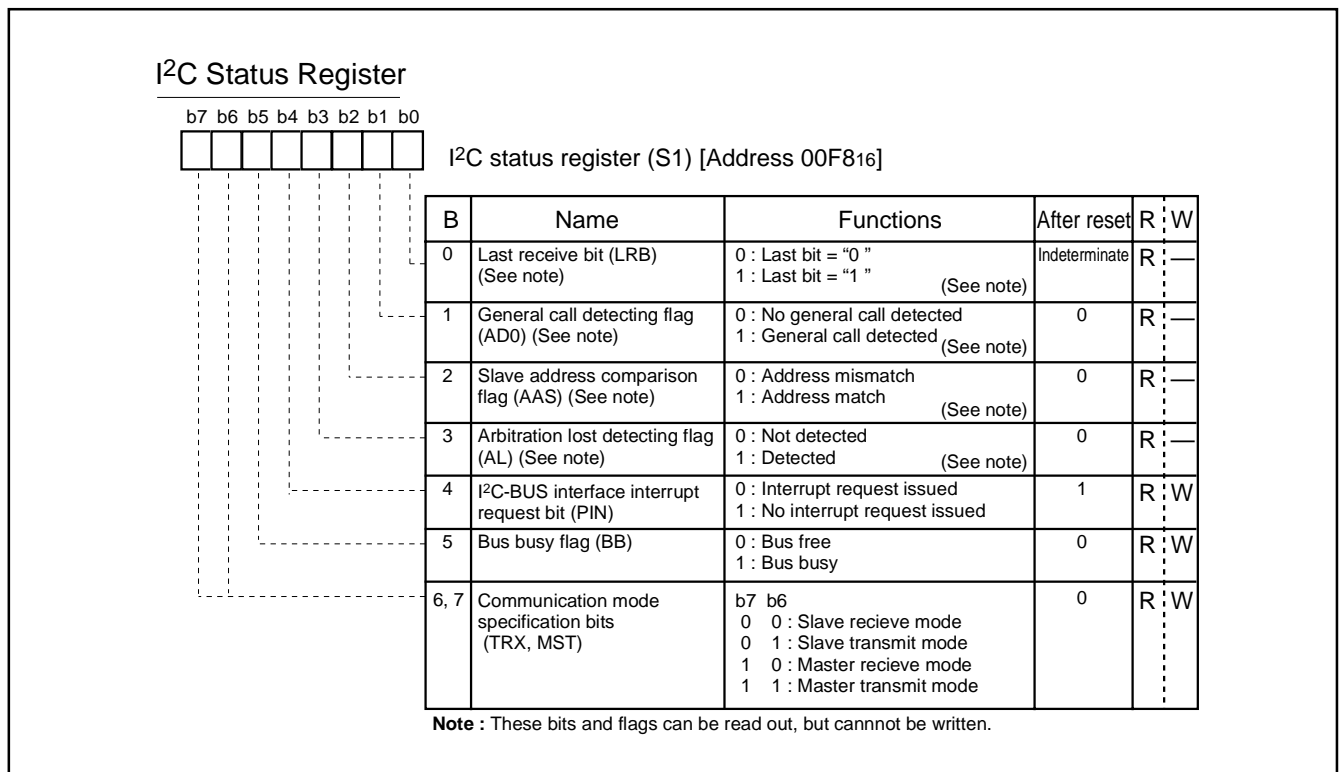 I2C Status Register
b7 b6 b5 b4 b3 b2 b1 b0
I2C status register (S1) [Address 00F816]
B Name Functions After reset R W
0 Last receive bit (LRB) 0 : Last bit = “0 ” Indeterminate R —
(See note) 1 : Last bit = “1 ” (See note)
1 General call detecting flag 0 : No general call detected 0 R —
(AD0) (See note) 1 : General call detected (See note)
2 Slave address comparison 0 : Address mismatch 0 R —
flag (AAS) (See note) 1 : Address match (See note)
3 Arbitration lost detecting flag 0 : Not detected 0 R —
(AL) (See note) 1 : Detected (See note)
4 I2C-BUS interface interrupt 0 : Interrupt request issued 1 R W
request bit (PIN) 1 : No interrupt request issued
5 Bus busy flag (BB) 0 : Bus free 0 R W
1 : Bus busy
6, 7 Communication mode b7 b6 0 R W
specification bits 0 0 : Slave recieve mode
(TRX, MST) 0 1 : Slave transmit mode
1 0 : Master recieve mode
1 1 : Master transmit mode
Note : These bits and flags can be read out, but cannnot be written.